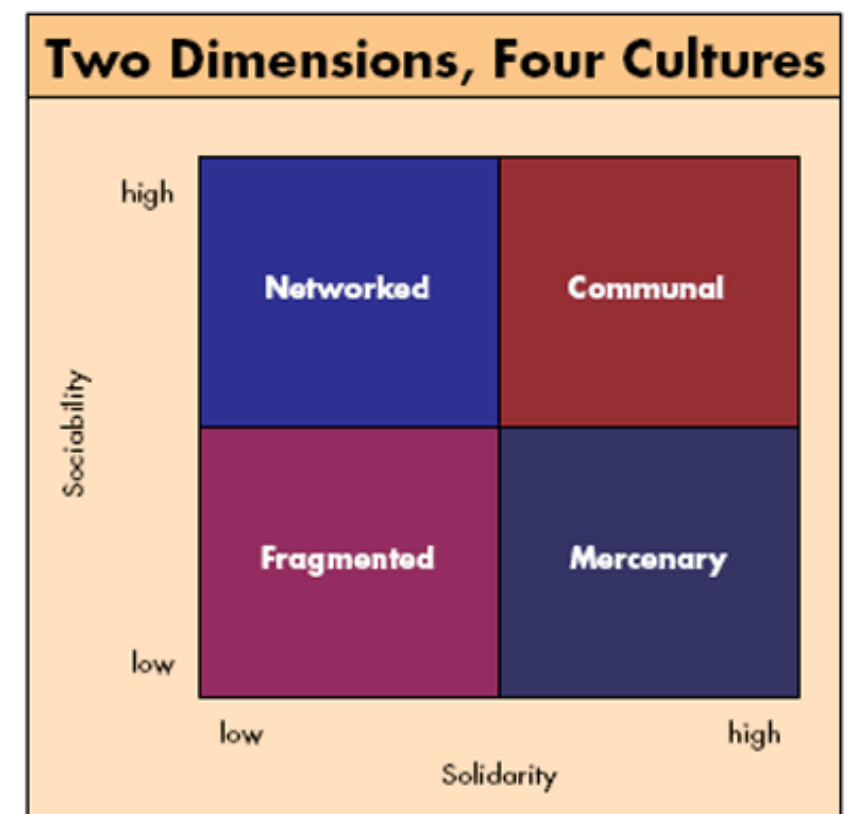 Two Dimensions, Four Cultures
high
Networked
Communal
Sociability
Fragmented
Mercenary
low
low
high
Solidarity